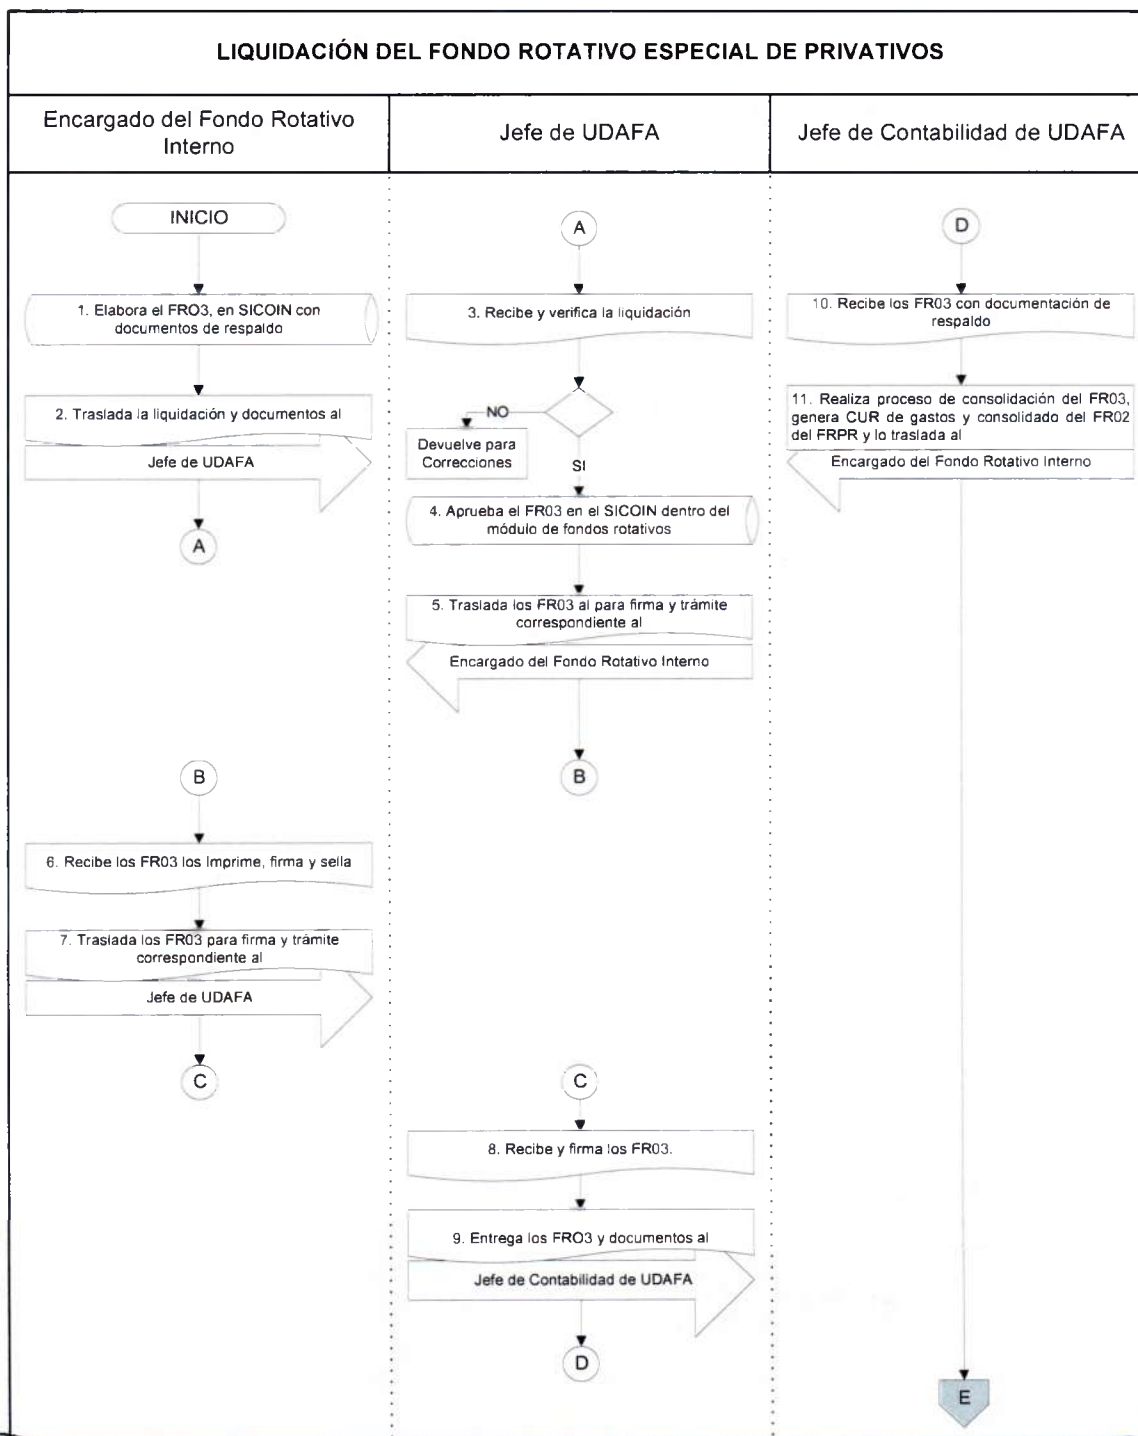 LIQUIDACIÓN DEL FONDO ROTATIVO ESPECIAL DE PRIVATIVOS
Encargado del Fondo Rotativo
Interno
Jefe de UDAFA
Jefe de Contabilidad de UDAFA
INICIO
1. Elabora el FRO3, en SICOIN con
documentos de respaldo
2. Traslada la liquidación y documentos al
Jefe de UDAFA
A
B
6. Recibe los FR03 los Imprime, firma y sella
7. Traslada los FR03 para firma y trámite
correspondiente al
Jefe de UDAFA
C
A
3. Recibe y verifica la liquidación
NO
Devuelve para
Correcciones
SI
4. Aprueba el FR03 en el SICOIN dentro del
módulo de fondos rotativos
5. Traslada los FR03 al para firma y trámite
correspondiente al
Encargado del Fondo Rotativo Interno
B
C
8. Recibe y firma los FR03.
9. Entrega los FRO3 y documentos al
Jefe de Contabilidad de UDAFA
D
D
10. Recibe los FR03 con documentación de
respaldo
11. Realiza proceso de consolidación del FR03,
genera CUR de gastos y consolidado del FR02
del FRPR y lo traslada al
Encargado del Fondo Rotativo Interno
E